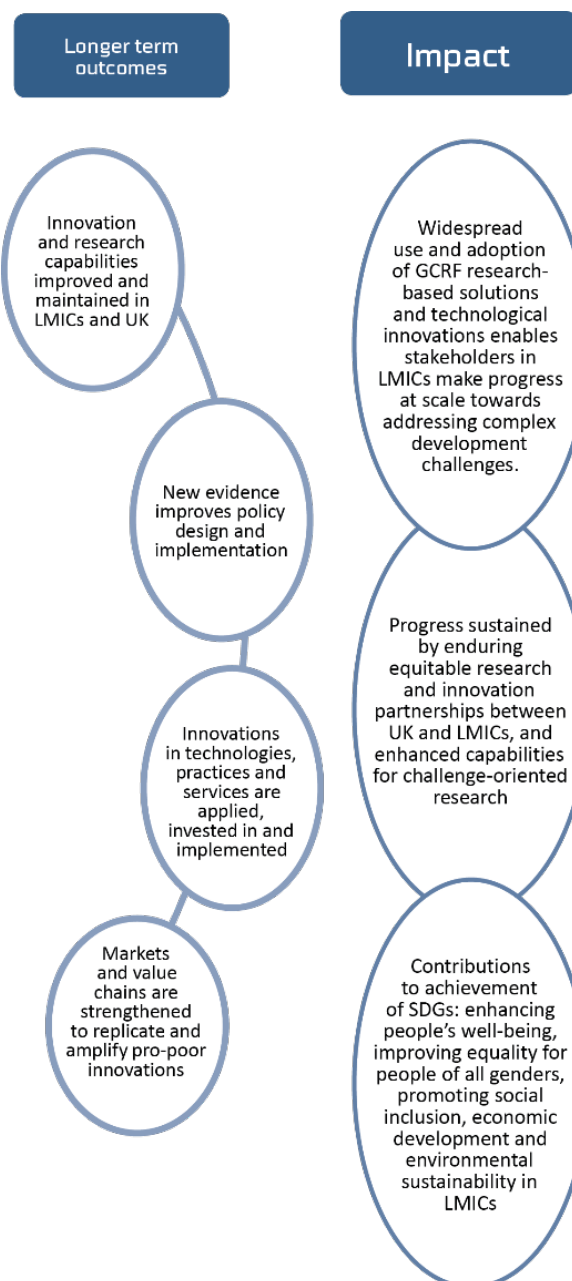 Longer term
outcomes
Innovation
and research
capabilities
improved and
maintained in
LMICs and UK
New evidence
improves policy
design and
implementation
Innovations
in technologies,
practices and
services are
applied,
invested in and
implemented
Markets
and value
chains are
strengthened
to replicate and
amplify pro-poor
innovations
Impact
Widespread
use and adoption
of GCRF research-
based solutions
and technological
innovations enables
stakeholders in
LMICs make progress
at scale towards
addressing complex
development
challenges.
Progress sustained
by enduring
equitable research
and innovation
partnerships between
UK and LMICs, and
enhanced capabilities
for challenge-oriented
research
Contributions
to achievement
of SDGs: enhancing
people’s well-being,
improving equality for
people of all genders,
promoting social
inclusion, economic
development and
environmental
sustainability in
LMICs